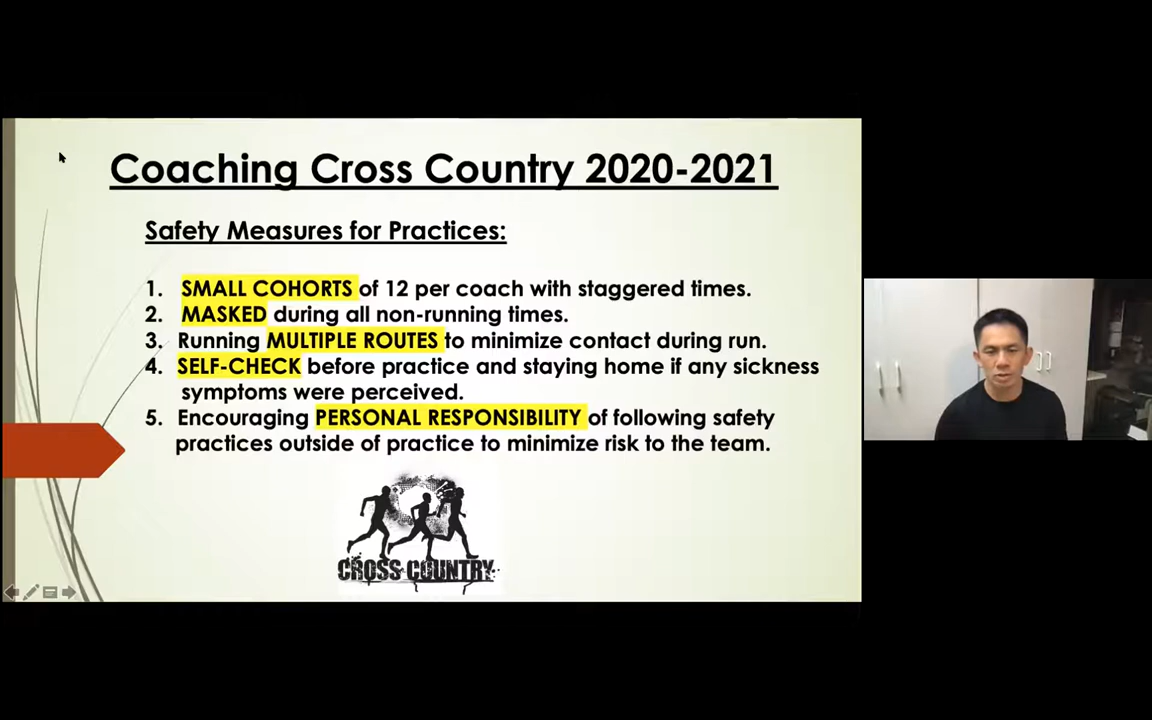 Coaching Cross Country 2020-2021
Safety Measures for Practices:
1. SMALL COHORTS of 12 per coach with staggered times.
2. MASKED during all non-running times.
3. Running MULTIPLE ROUTES to minimize contact during run.
4. SELF-CHECK before practice and staying home if any sickness
symptoms were perceived.
5. Encouraging PERSONAL RESPONSIBILITY of following safety
practices outside of practice to minimize risk to the team.
CROSS COUNTRY